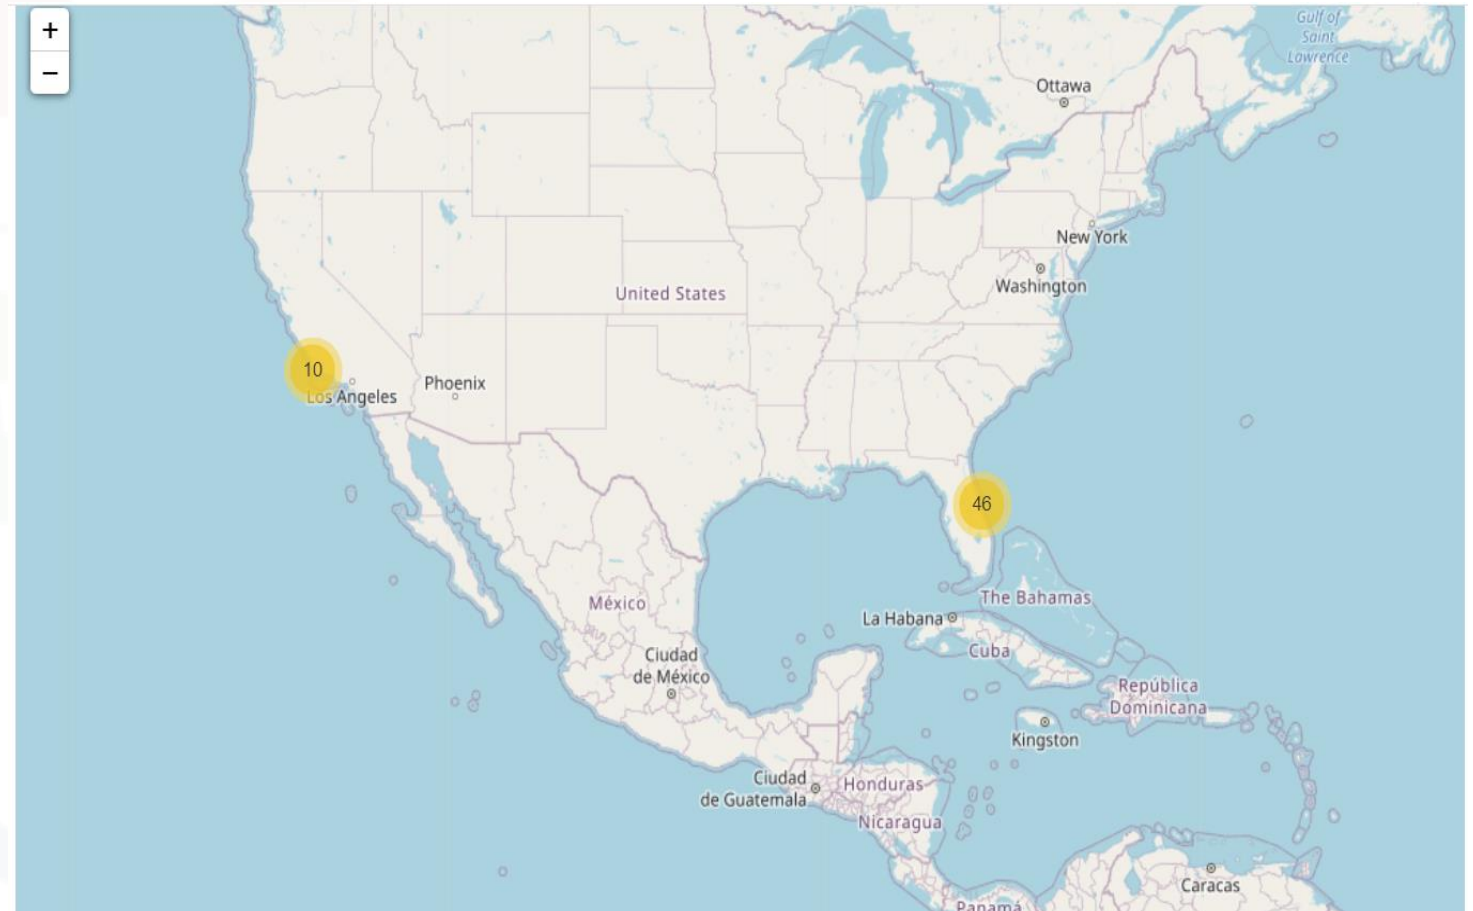 +
−
Gulf of
Saint
Lawrence
Ottawa
New York
Washington
United States
10
Los Angeles
Phoenix
46
México
The Bahamas
La Habana
Cuba
Ciudad
de México
República
Dominicana
Kingston
Ciudad
de Guatemala
Honduras
Nicaragua
Caracas
Panamá